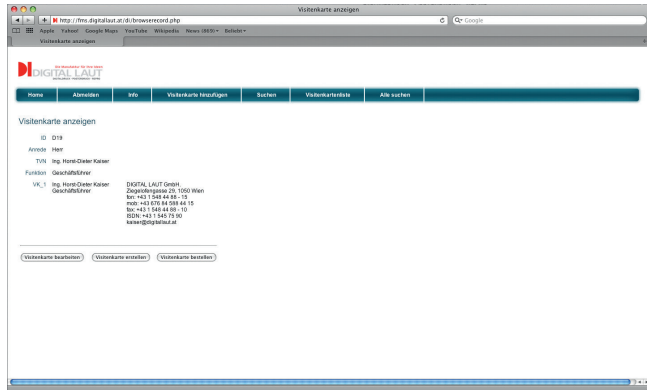 Visitenkarte anzeigen
http://fms.digitallaut.at/di/browserecord.php
Google
Apple Yahoo! Google Maps YouTube Wikipedia News (869) Beliebt
Visitenkarte anzeigen
DIGITAL LAUT
Home Abmelden Info Visitenkarte hinzufügen Suchen Visitenkartenliste Alle suchen
Visitenkarte anzeigen
ID D19
Anrede Herr
TVN Ing. Horst-Dieter Kaiser
Funktion Geschäftsführer
VK_1 Ing. Horst-Dieter Kaiser DIGITAL LAUT GmbH.
Geschäftsführer Ziegelofengasse 29, 1050 Wien
fon: +43 1 548 44 88 - 15
mob: +43 676 84 598 44 15
fax: +43 1 548 44 88 - 10
ISDN: +43 1 545 75 90
kaiser@digitallaut.at
Visitenkarte bearbeiten Visitenkarte erstellen Visitenkarte bestellen